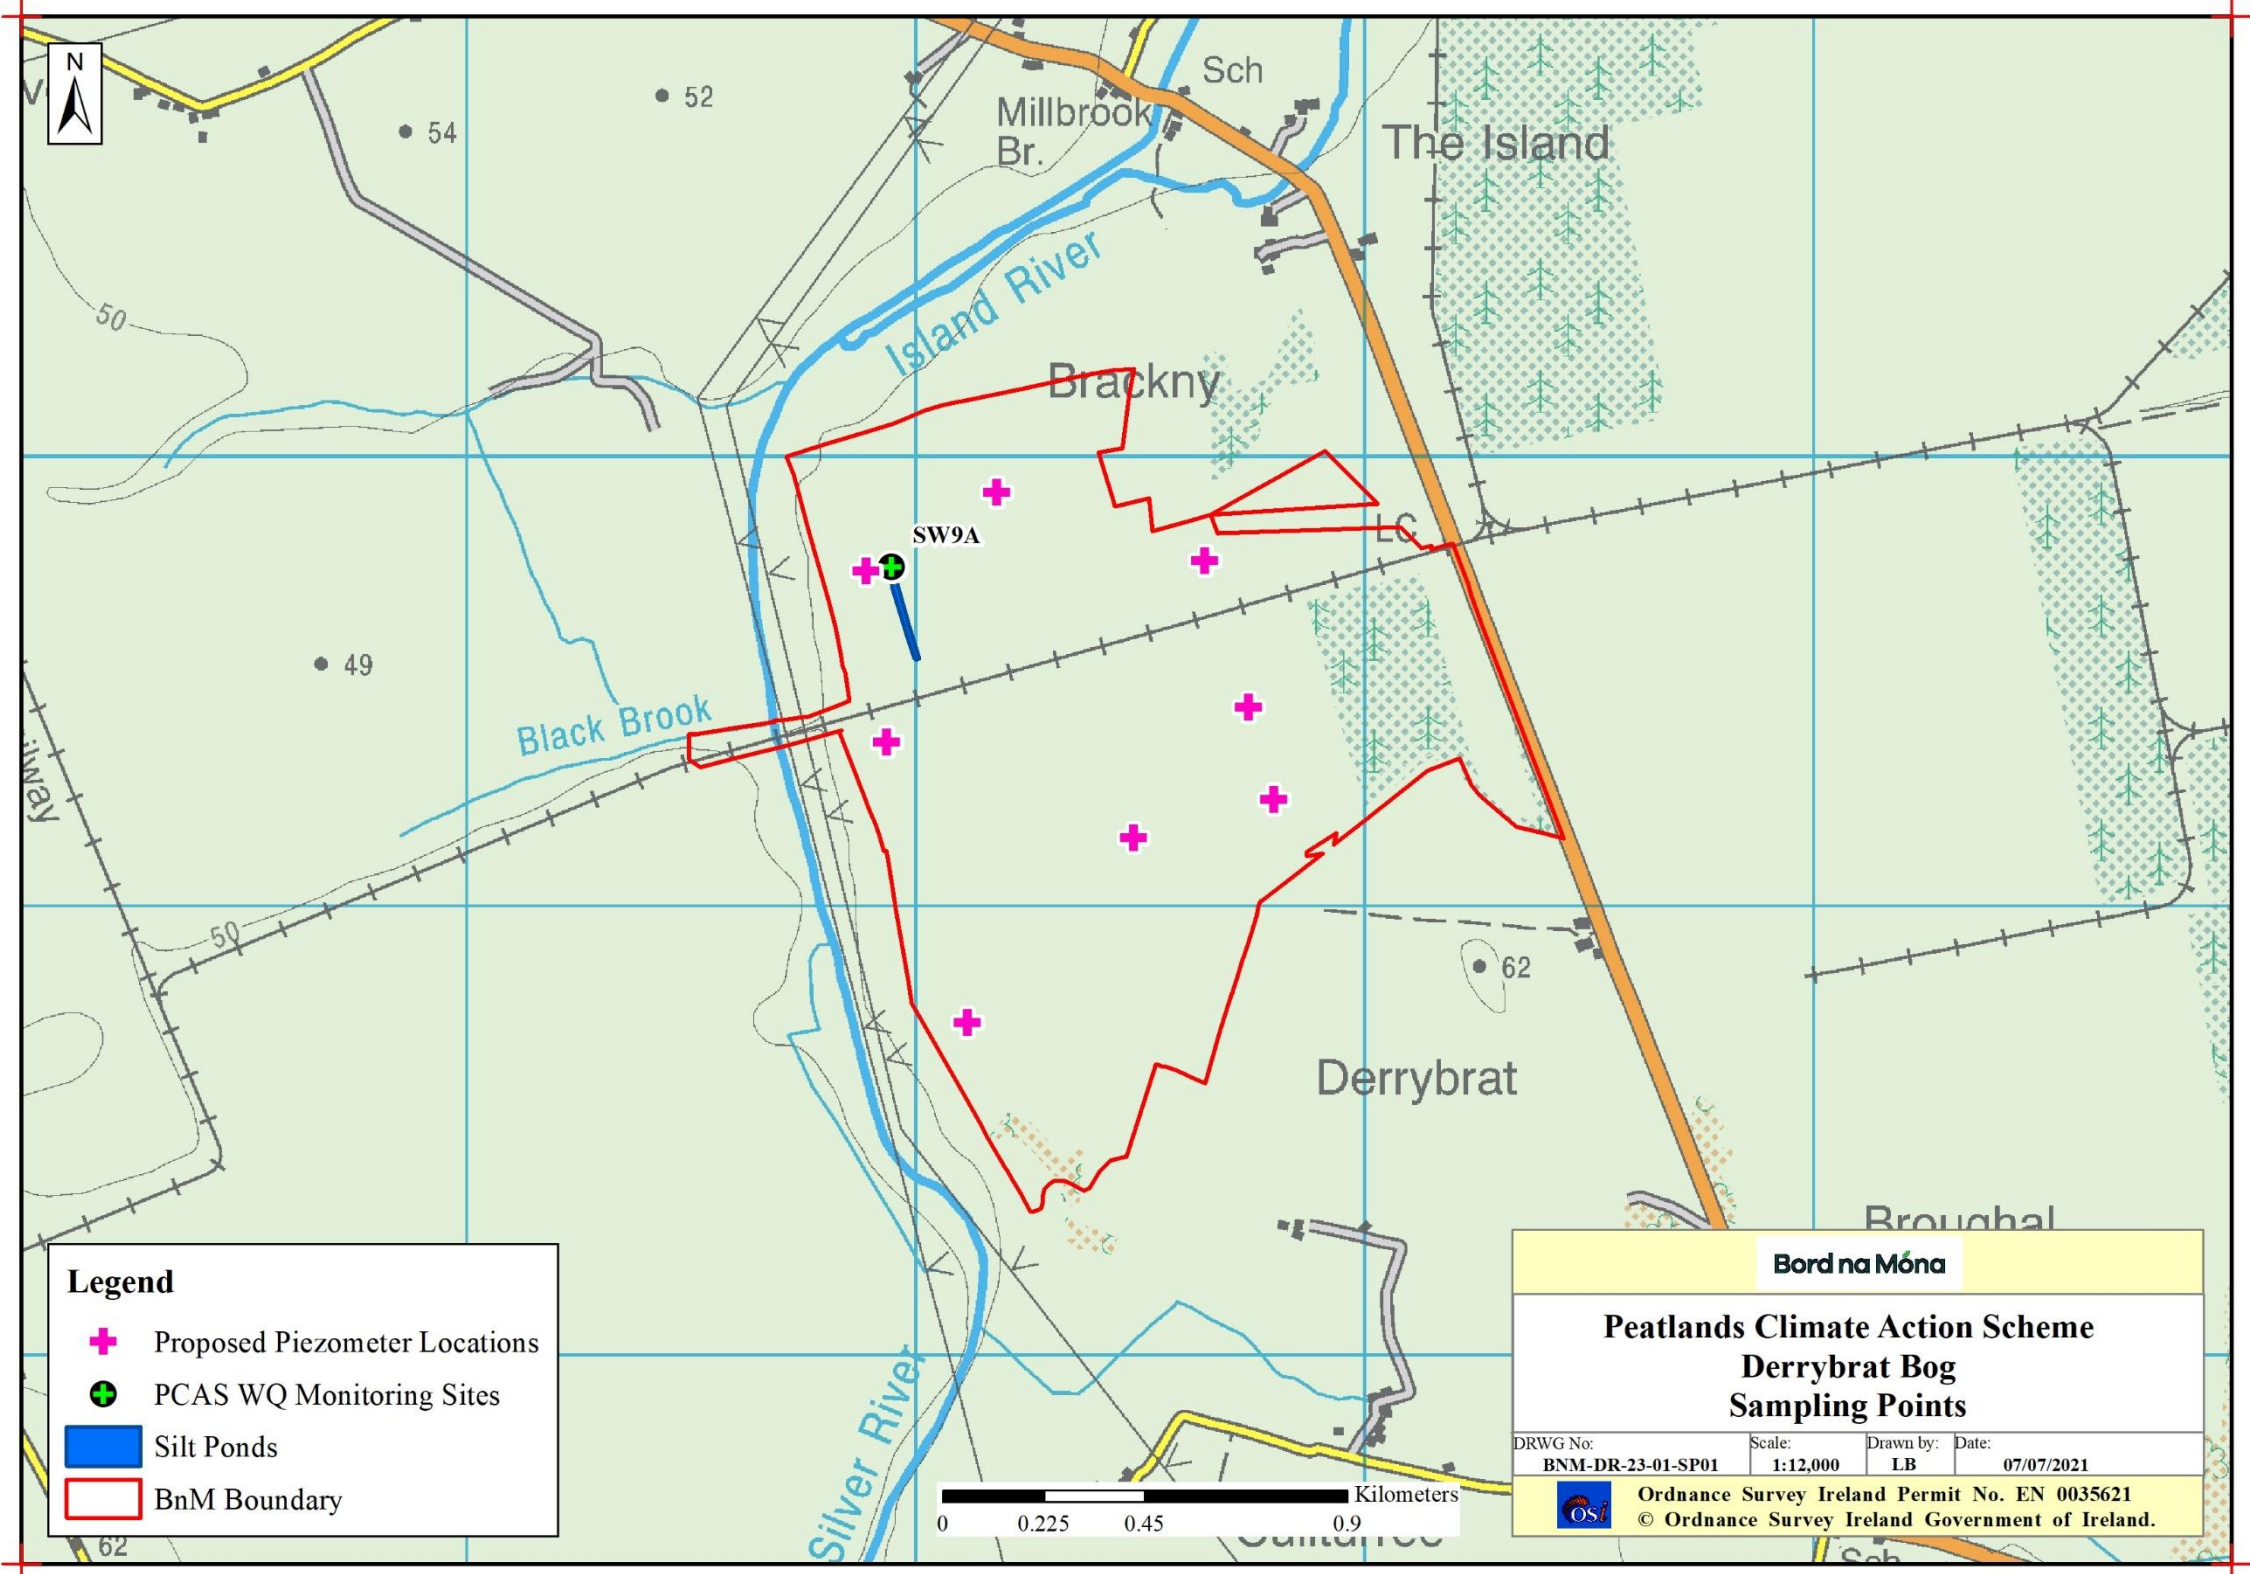 N
52
54
Sch
Millbrook
Br.
The Island
50
Island River
Brackny
SW9A
LC
49
Black Brook
50
62
Derrybrat
Silver River
Broughal
62
Legend
Proposed Piezometer Locations
PCAS WQ Monitoring Sites
Silt Ponds
BnM Boundary
Kilometers
0 0.225 0.45 0.9
Bord na Móna
Peatlands Climate Action Scheme
Derrybrat Bog
Sampling Points
DRWG No: Scale: Drawn by: Date:
BNM-DR-23-01-SP01 1:12,000 LB 07/07/2021
osi
Ordnance Survey Ireland Permit No. EN 0035621
© Ordnance Survey Ireland Government of Ireland.
Sch